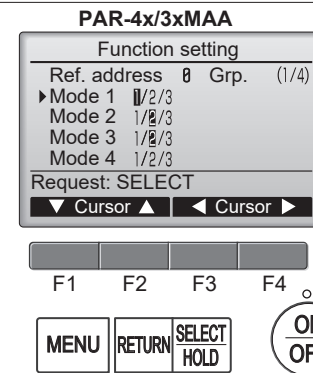 PAR-4x/3xMAA
Function setting
Ref. address 0 Grp. (1/4)
Mode 1 1/2/3
Mode 2 1/2/3
Mode 3 1/2/3
Mode 4 1/2/3
Request: SELECT
▼ Cursor ▲ ◀ Cursor ▶
F1 F2 F3 F4
MENU RETURN SELECT
HOLD